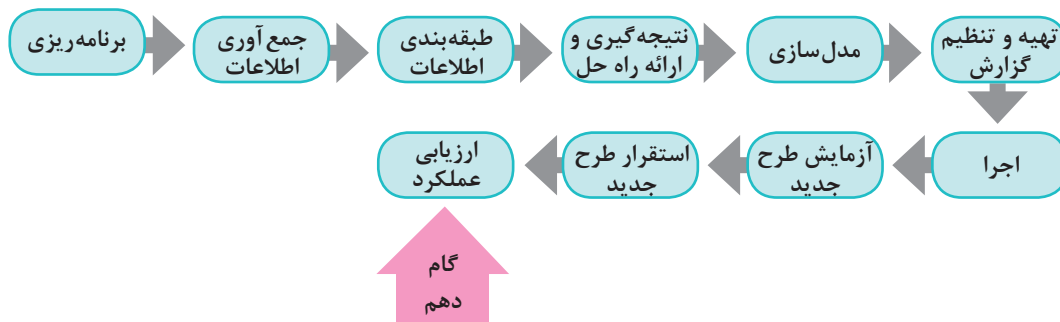 برنامه‌ریزی
جمع‌آوری
اطلاعات
طبقه‌بندی
اطلاعات
نتیجه‌گیری و
ارائه راه حل
مدل‌سازی
تهیه و تنظیم
گزارش
اجرا
آزمایش طرح
جدید
استقرار طرح
جدید
ارزیابی
عملکرد
گام
دهم